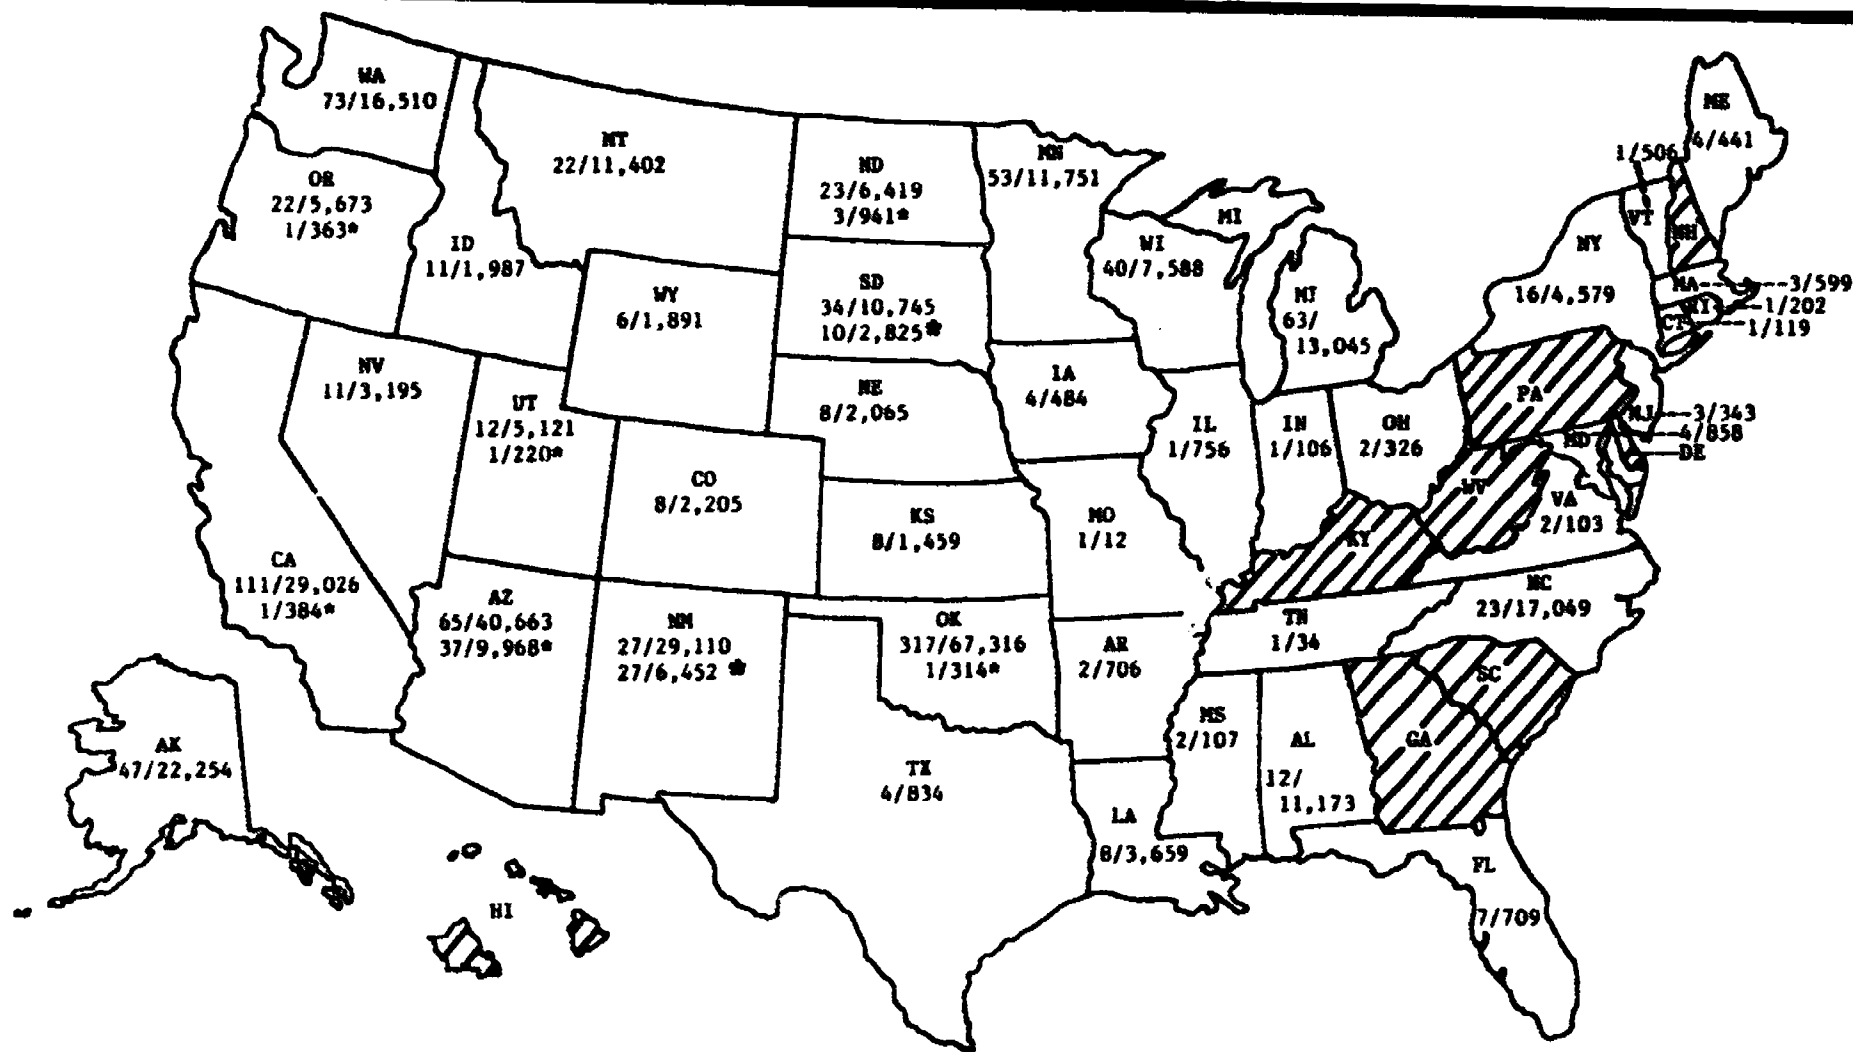 WA
73/16,510
OR
22/5,673
1/363*
ID
11/1,987
MT
22/11,402
ND
23/6,419
3/941*
SD
34/10,745
10/2,825*
WY
6/1,891
NE
8/2,065
NV
11/3,195
UT
12/5,121
1/220*
CO
8/2,205
KS
8/1,459
CA
111/29,026
1/384*
AZ
65/40,663
37/9,968*
NM
27/29,110
27/6,452 *
OK
317/67,316
1/314*
TX
4/834
AK
47/22,254
HI
MN
53/11,751
WI
40/7,588
MI
MI
63/
13,045
IA
4/484
IL
1/756
IN
1/106
OH
2/326
MO
1/12
AR
2/706
LA
8/3,659
MS
2/107
AL
12/
11,173
TN
1/34
KY
WV
VA
2/103
NC
23/17,049
SC
GA
FL
7/709
PA
NY
16/4,579
ME
4/441
1/506
VT
NH
MA---3/599
1/202
CT---1/119
NJ---3/343
MD
4/858
DE